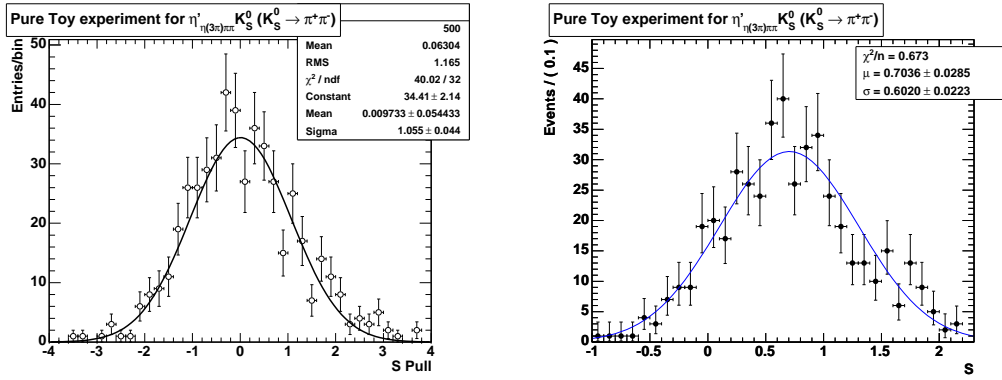 Pure Toy experiment for η'η(3π)ππ K⁰S (K⁰S → π⁺π⁻)
500
Mean 0.06304
RMS 1.165
χ² / ndf 40.02 / 32
Constant 34.41 ± 2.14
Mean 0.009733 ± 0.054433
Sigma 1.055 ± 0.044
Entries/bin
50
40
30
20
10
0
-4 -3 -2 -1 0 1 2 3 4
S Pull
Pure Toy experiment for η'η(3π)ππ K⁰S (K⁰S → π⁺π⁻)
χ²/n = 0.673
μ = 0.7036 ± 0.0285
σ = 0.6020 ± 0.0223
Events / ( 0.1 )
45
40
35
30
25
20
15
10
5
0
-1 -0.5 0 0.5 1 1.5 2
S